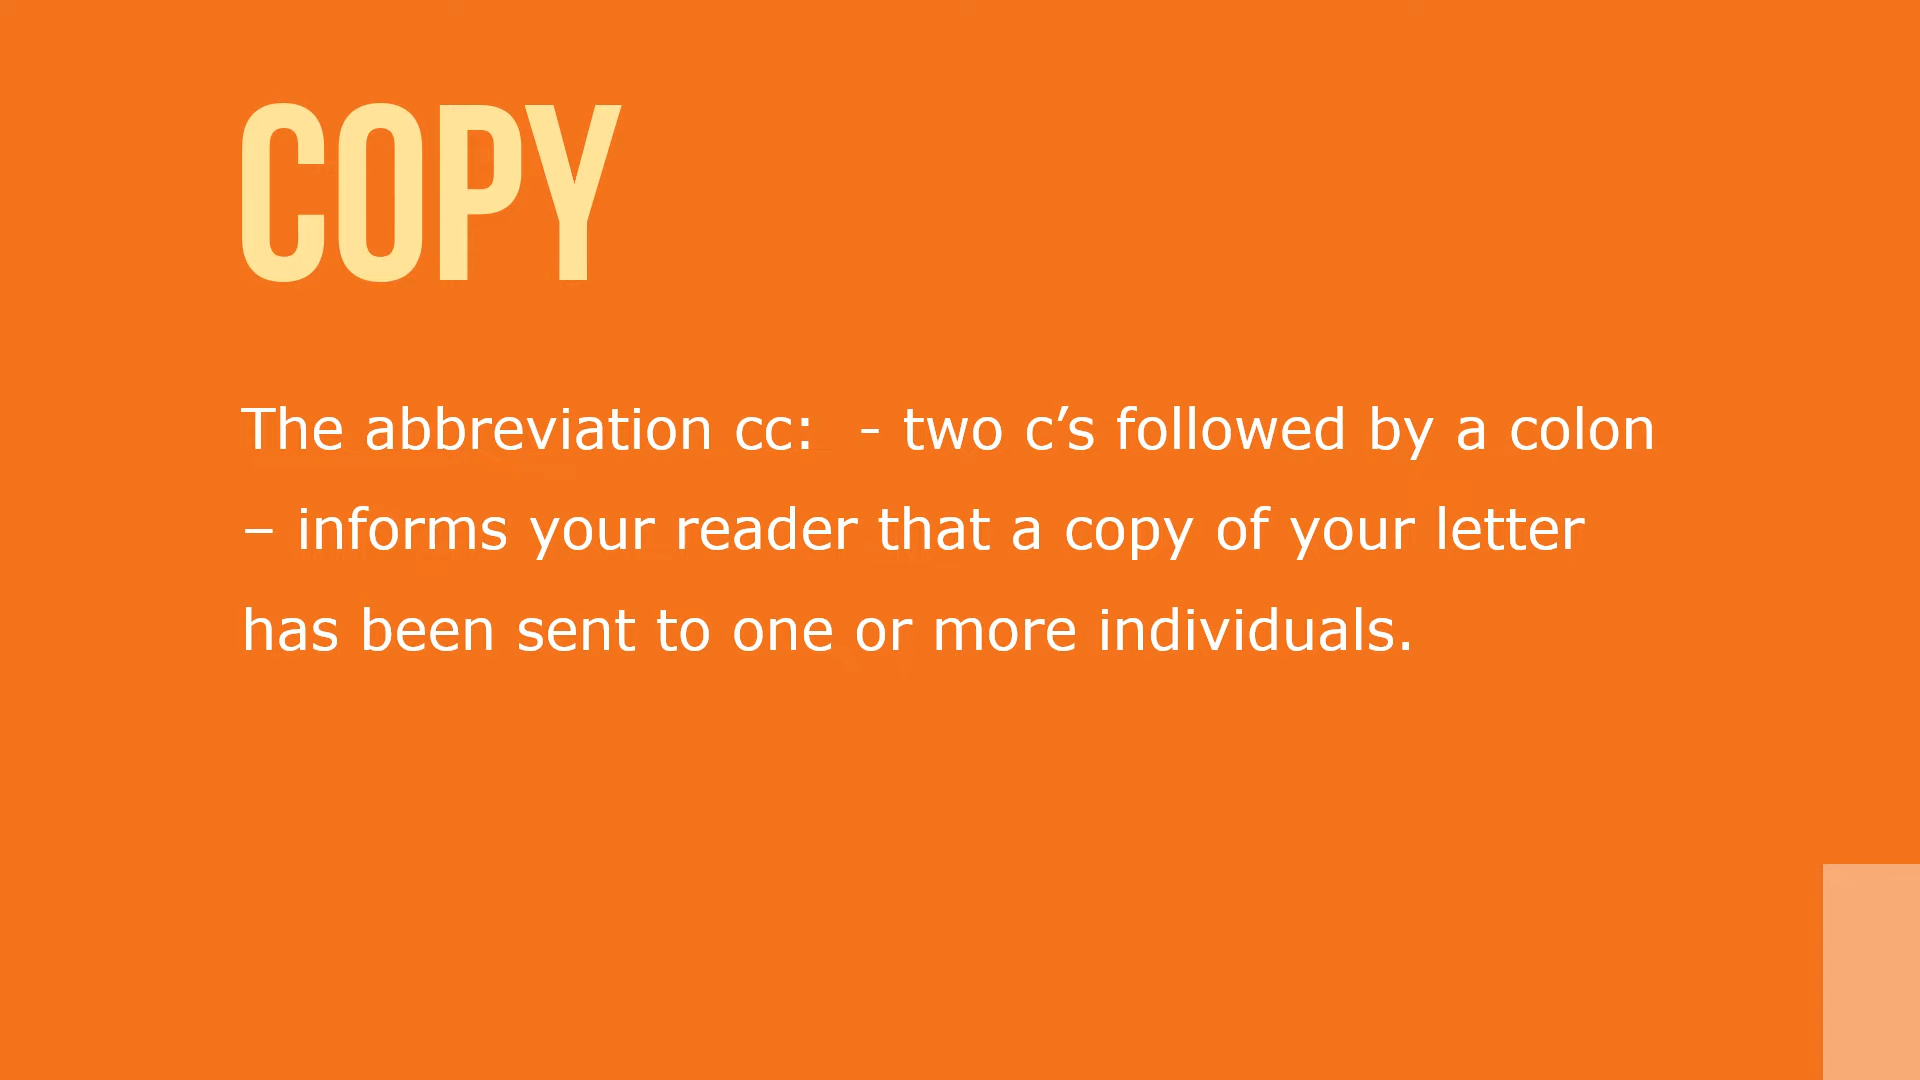 COPY
The abbreviation cc:  - two c’s followed by a colon
– informs your reader that a copy of your letter
has been sent to one or more individuals.